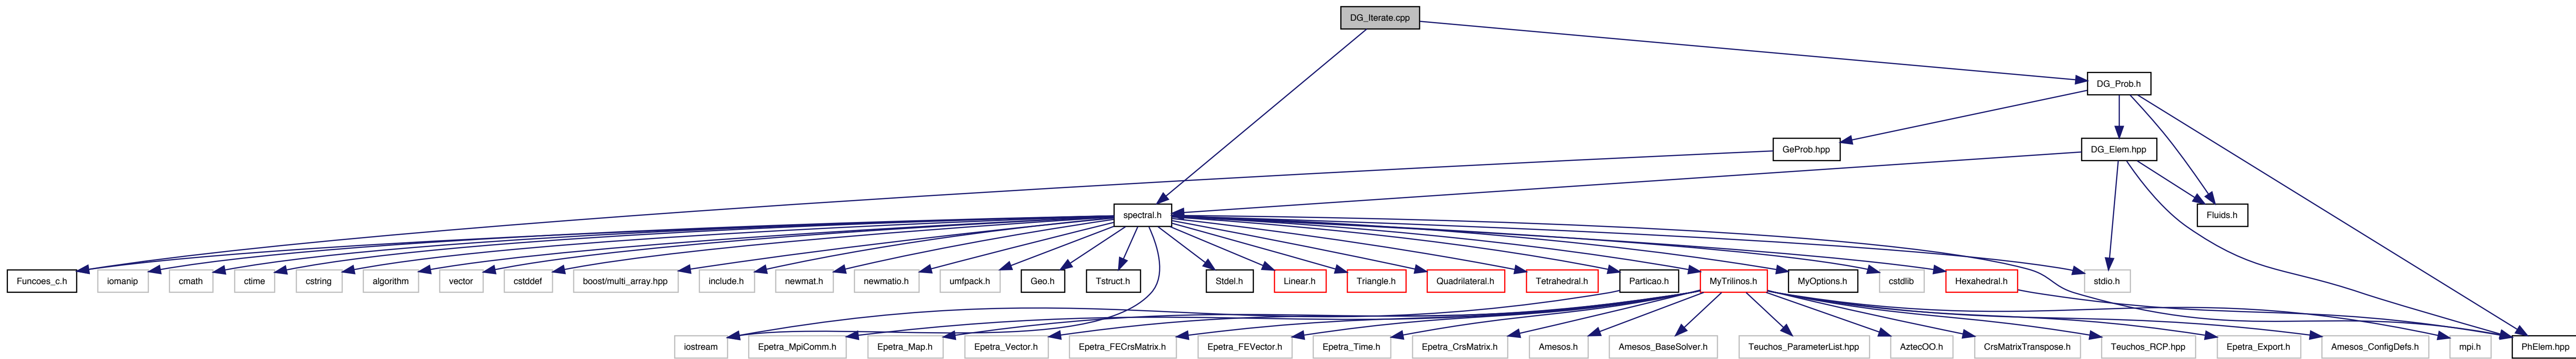 DG_Iterate.cpp
DG_Prob.h
GeProb.hpp
DG_Elem.hpp
spectral.h
Fluids.h
Funcoes_c.h
iomanip
cmath
ctime
cstring
algorithm
vector
cstddef
boost/multi_array.hpp
include.h
newmat.h
newmatio.h
umfpack.h
Geo.h
Tstruct.h
Stdel.h
Linear.h
Triangle.h
Quadrilateral.h
Tetrahedral.h
Particao.h
MyTrilinos.h
MyOptions.h
cstdlib
Hexahedral.h
stdio.h
iostream
Epetra_MpiComm.h
Epetra_Map.h
Epetra_Vector.h
Epetra_FECrsMatrix.h
Epetra_FEVector.h
Epetra_Time.h
Epetra_CrsMatrix.h
Amesos.h
Amesos_BaseSolver.h
Teuchos_ParameterList.hpp
AztecOO.h
CrsMatrixTranspose.h
Teuchos_RCP.hpp
Epetra_Export.h
Amesos_ConfigDefs.h
mpi.h
PhElem.hpp